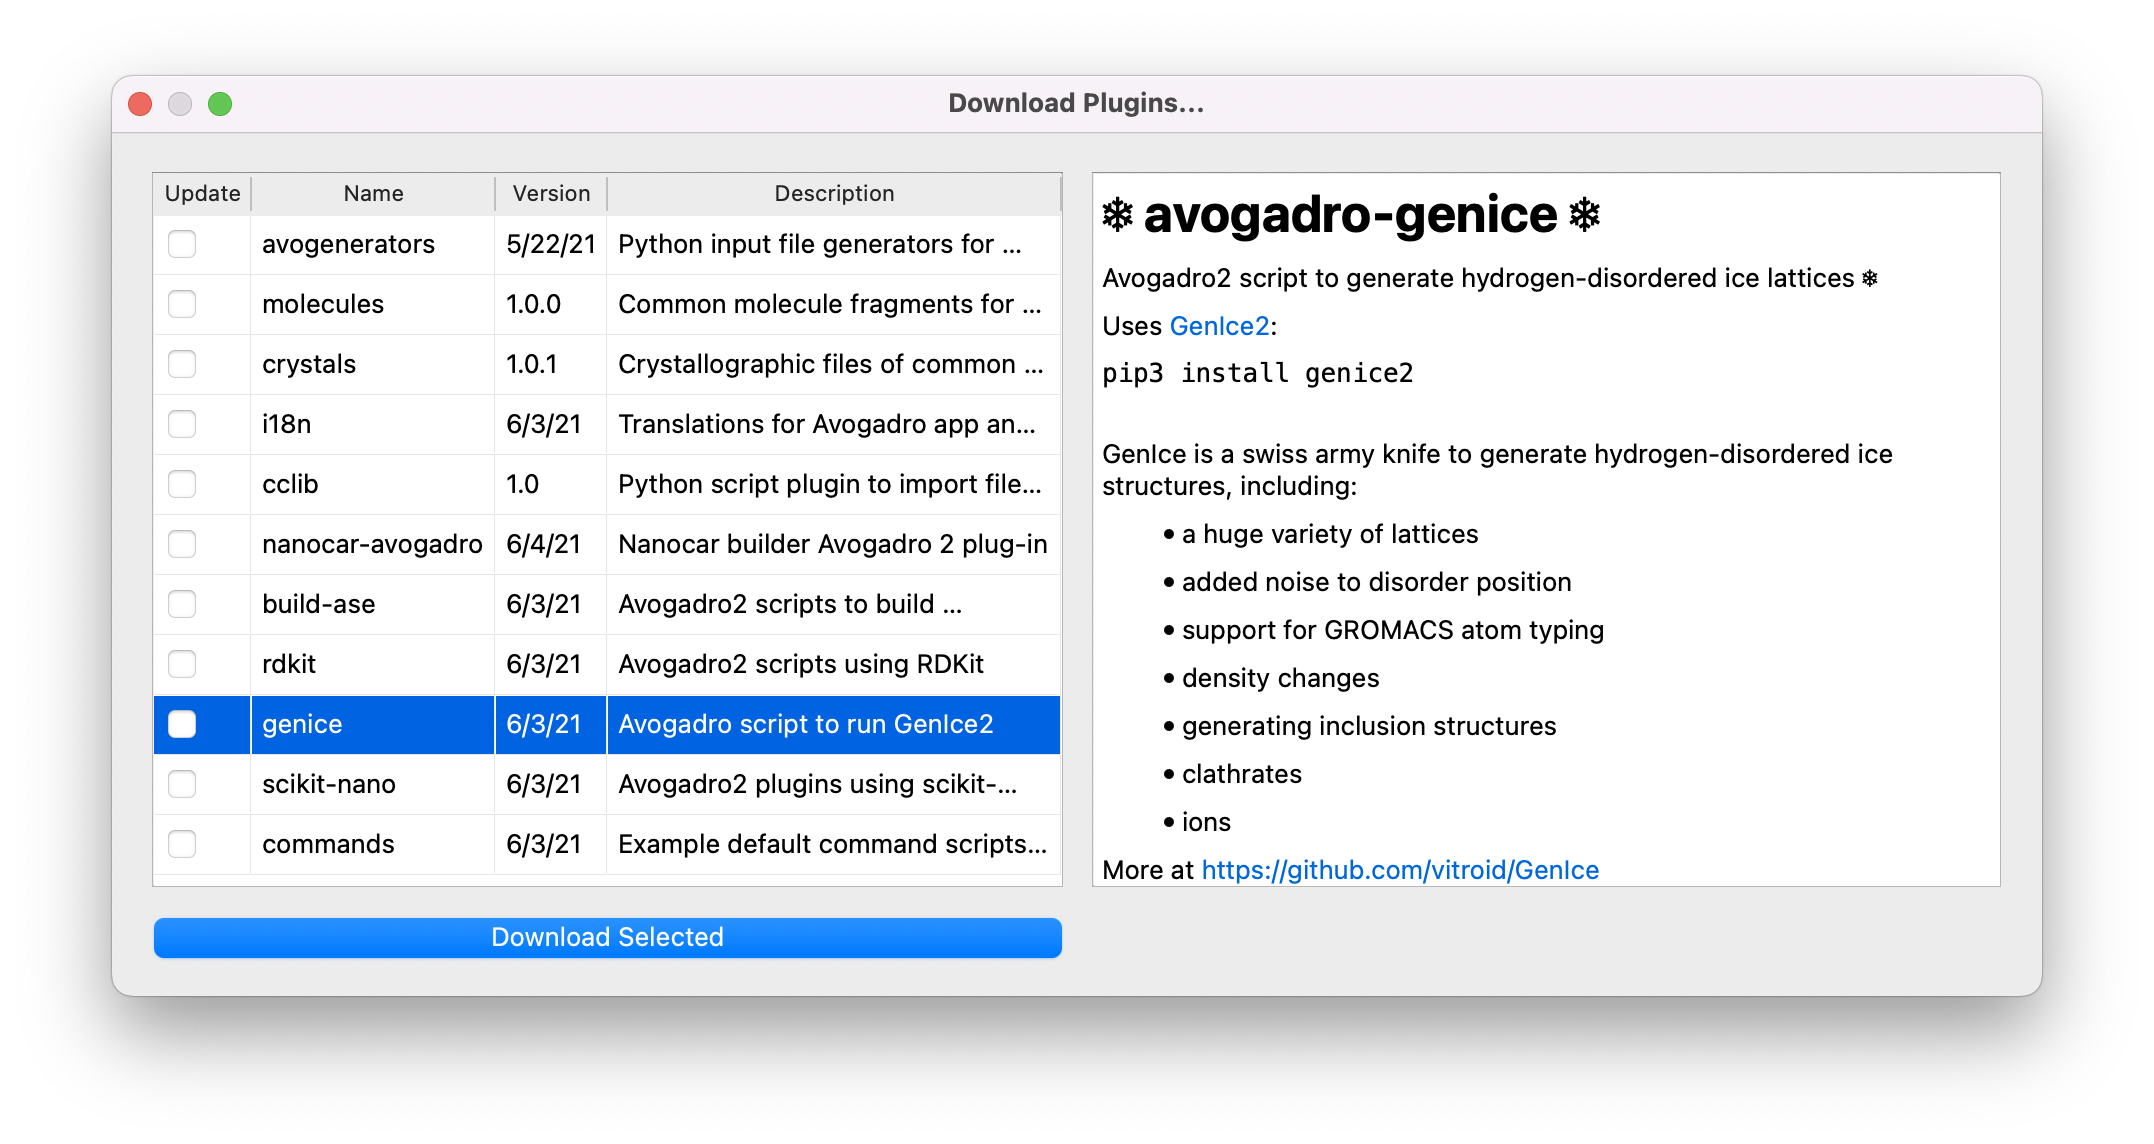 Download Plugins...
Update Name Version Description
avogenerators 5/22/21 Python input file generators for ...
molecules 1.0.0 Common molecule fragments for ...
crystals 1.0.1 Crystallographic files of common ...
i18n 6/3/21 Translations for Avogadro app an...
cclib 1.0 Python script plugin to import file...
nanocar-avogadro 6/4/21 Nanocar builder Avogadro 2 plug-in
build-ase 6/3/21 Avogadro2 scripts to build ...
rdkit 6/3/21 Avogadro2 scripts using RDKit
genice 6/3/21 Avogadro script to run GenIce2
scikit-nano 6/3/21 Avogadro2 plugins using scikit-...
commands 6/3/21 Example default command scripts...
Download Selected
❄ avogadro-genice ❄
Avogadro2 script to generate hydrogen-disordered ice lattices ❄
Uses GenIce2:
pip3 install genice2
GenIce is a swiss army knife to generate hydrogen-disordered ice
structures, including:
• a huge variety of lattices
• added noise to disorder position
• support for GROMACS atom typing
• density changes
• generating inclusion structures
• clathrates
• ions
More at https://github.com/vitroid/GenIce